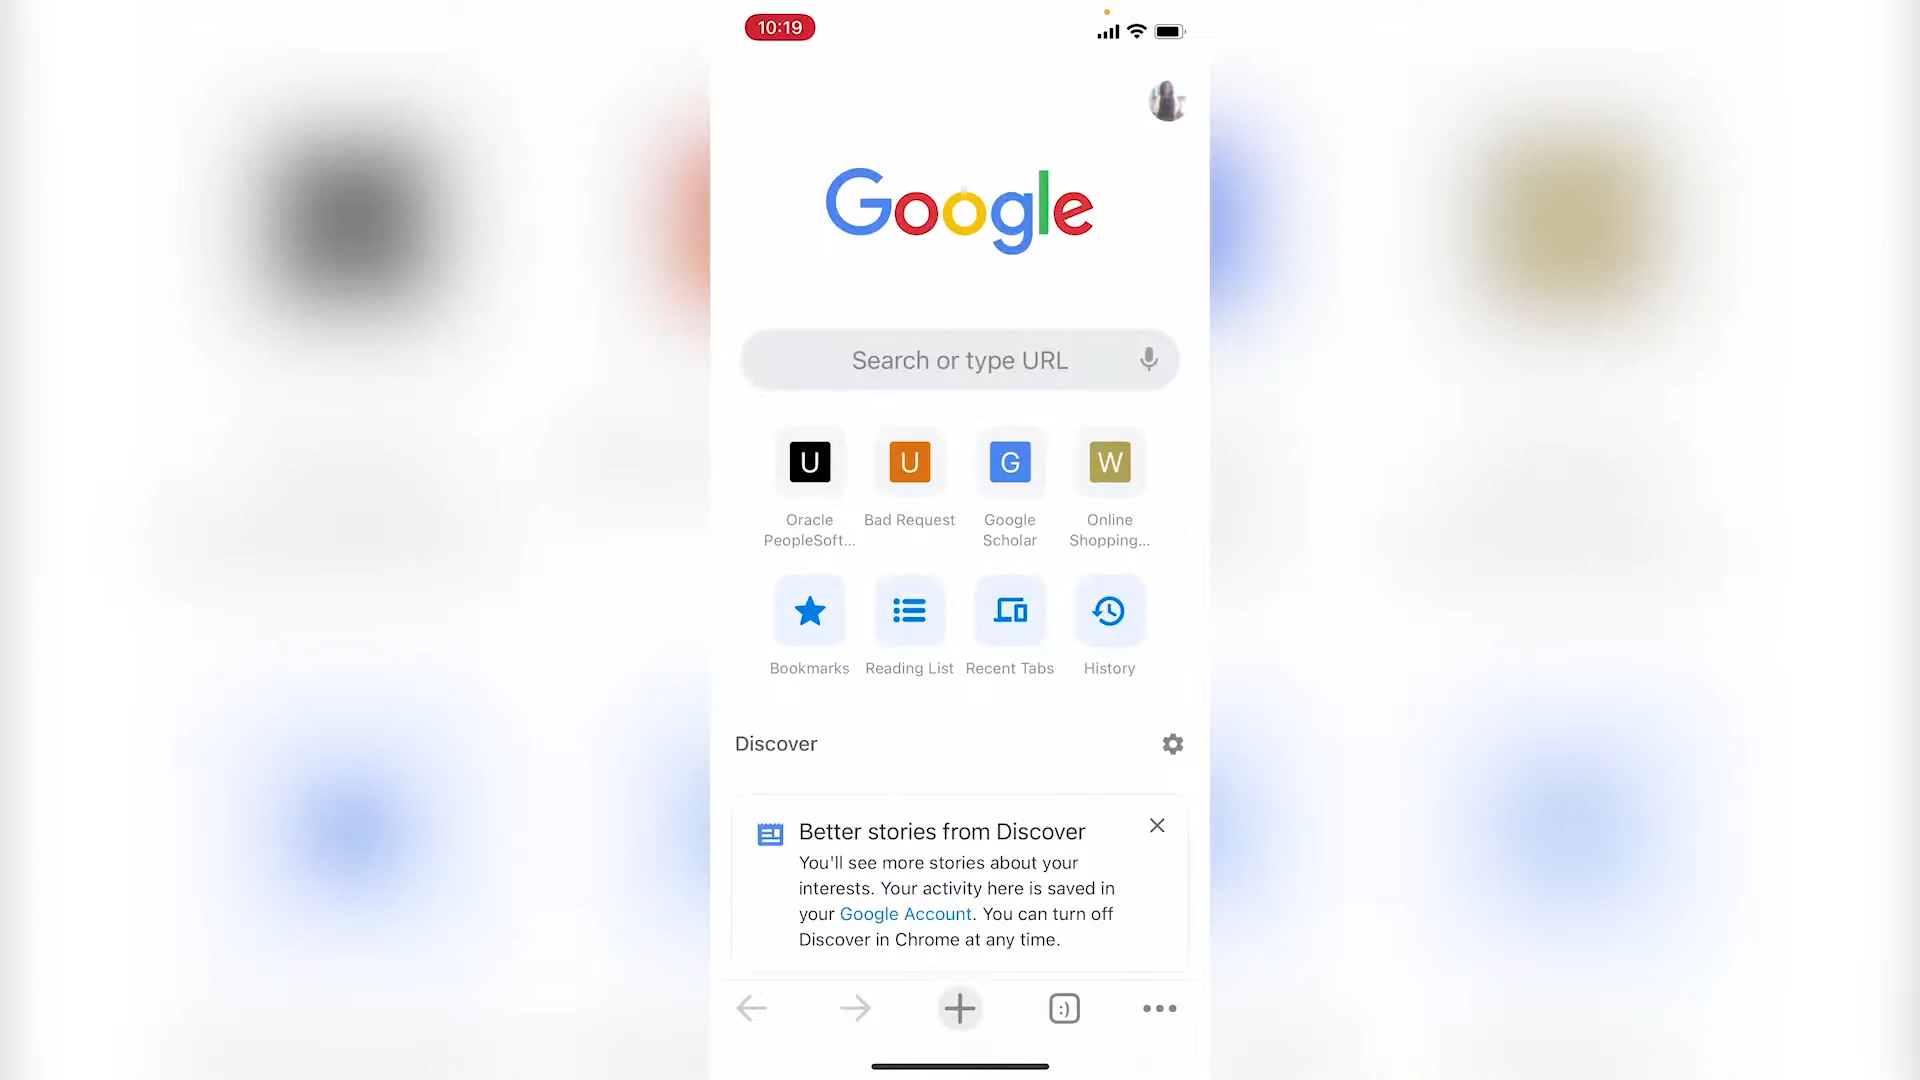 10:19
Google
Search or type URL
U U G W
Oracle PeopleSoft...
Bad Request
Google Scholar
Online Shopping...
Bookmarks Reading List Recent Tabs History
Discover
Better stories from Discover
You'll see more stories about your
interests. Your activity here is saved in
your Google Account. You can turn off
Discover in Chrome at any time.
:)